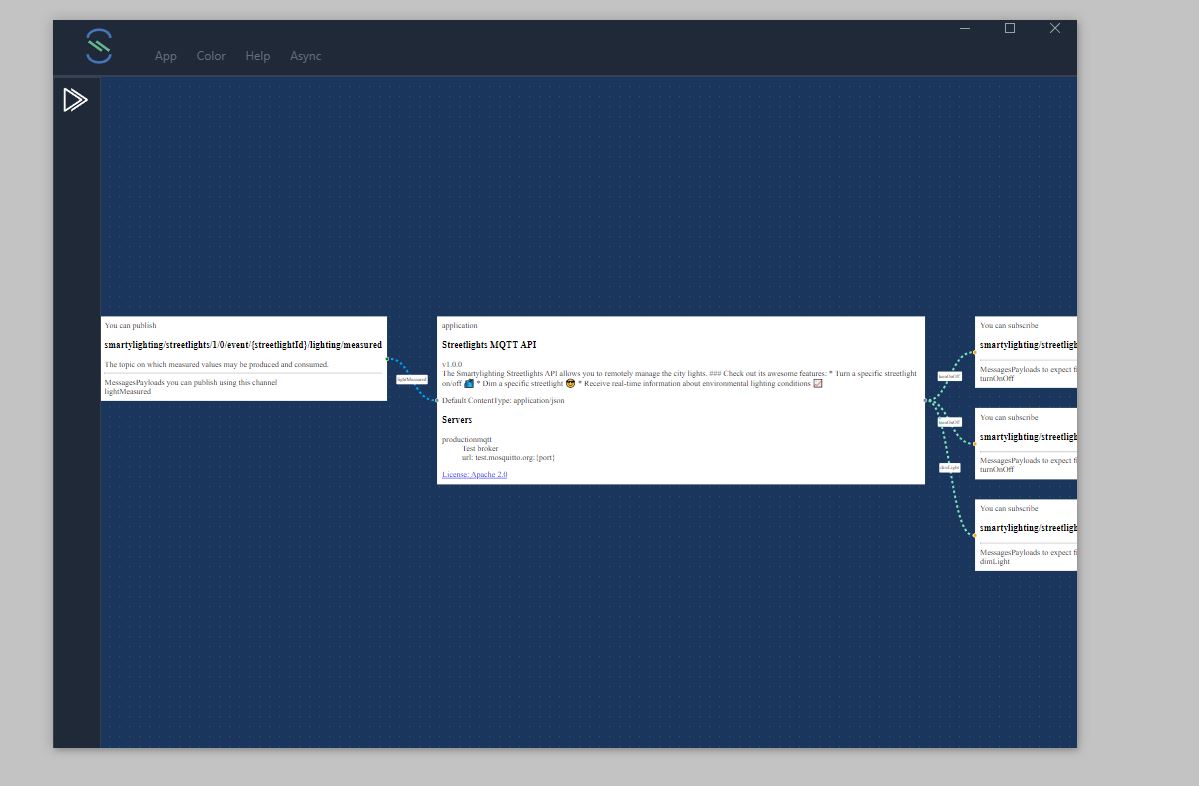 App Color Help Async
You can publish
smartylighting/streetlights/1/0/event/{streetlightId}/lighting/measured
The topic on which measured values may be produced and consumed.
MessagesPayloads you can publish using this channel
lightMeasured
lightMeasured
application
Streetlights MQTT API
v1.0.0
The Smartylighting Streetlights API allows you to remotely manage the city lights. ### Check out its awesome features: * Turn a specific streetlight
on/off 🌃 * Dim a specific streetlight 😎 * Receive real-time information about environmental lighting conditions 📈
Default ContentType: application/json
Servers
productionmqtt
Test broker
url: test.mosquitto.org:{port}
License: Apache 2.0
turnOnOff
turnOnOff
dimLight
You can subscribe
smartylighting/streetligh
MessagesPayloads to expect fr
turnOnOff
You can subscribe
smartylighting/streetligh
MessagesPayloads to expect fr
turnOnOff
You can subscribe
smartylighting/streetligh
MessagesPayloads to expect fr
dimLight